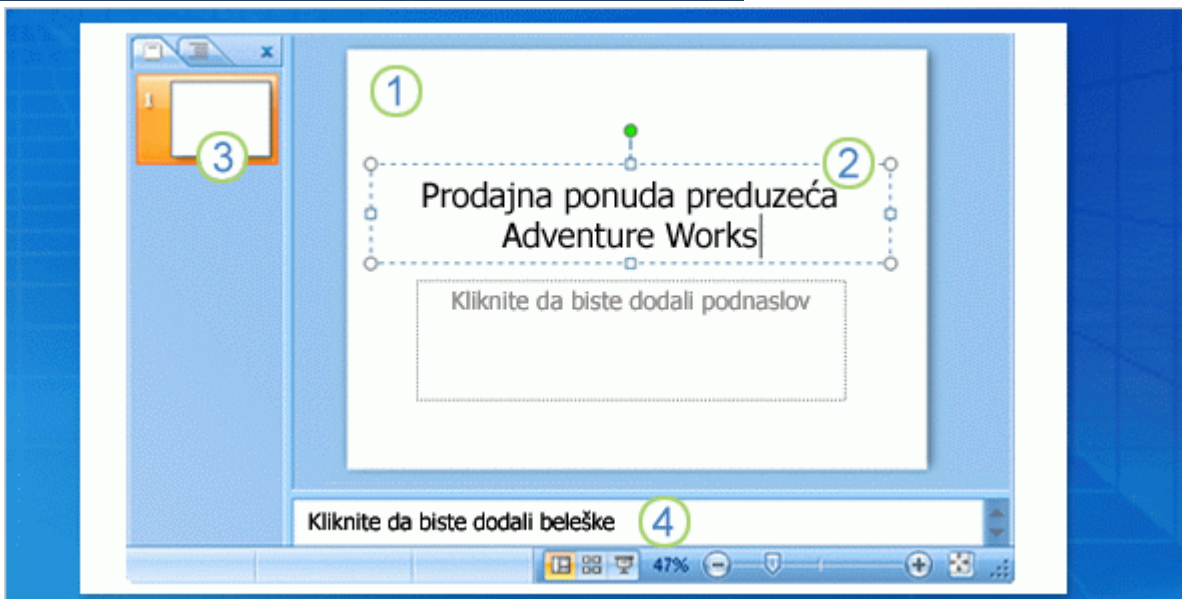 1
1
3
2
Prodajna ponuda preduzeća
Adventure Works
Kliknite da biste dodali podnaslov
Kliknite da biste dodali beleške
4
47%